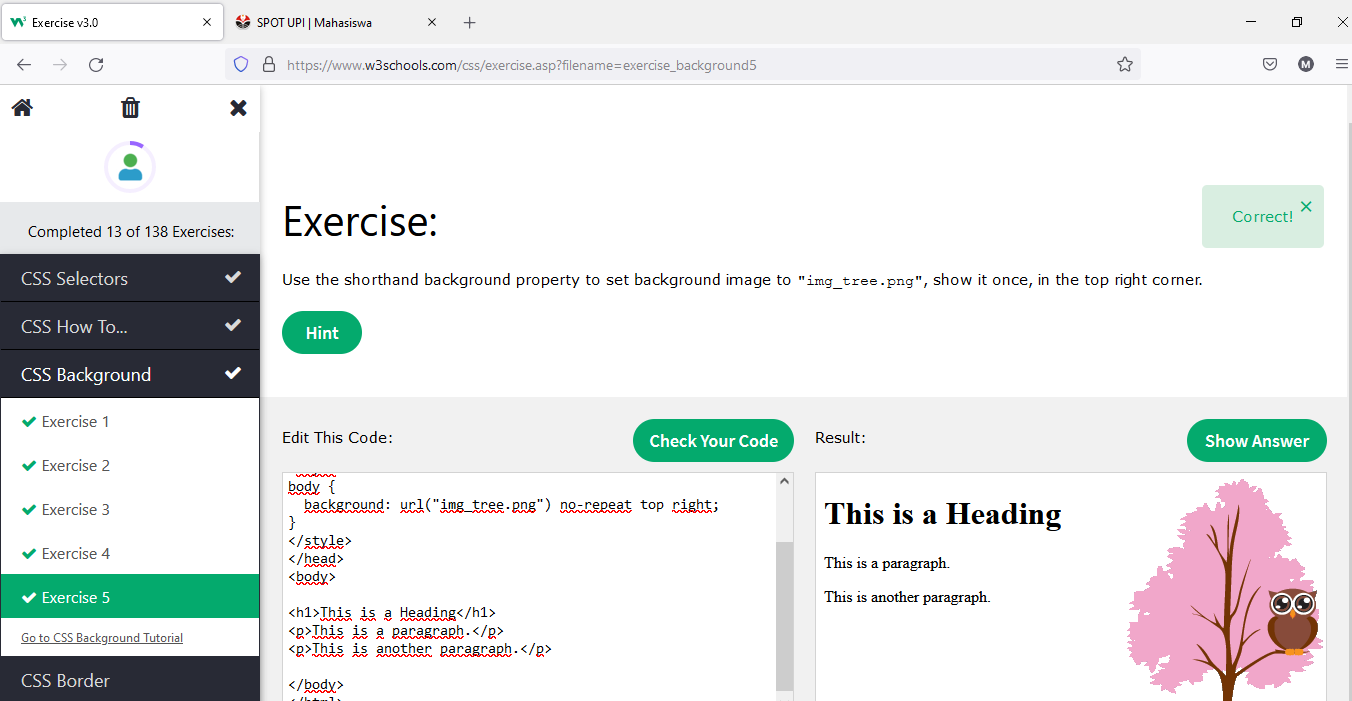 Exercise v3.0
SPOT UPI | Mahasiswa
https://www.w3schools.com/css/exercise.asp?filename=exercise_background5
M
Completed 13 of 138 Exercises:
CSS Selectors
CSS How To...
CSS Background
Exercise 1
Exercise 2
Exercise 3
Exercise 4
Exercise 5
Go to CSS Background Tutorial
CSS Border
Exercise:
Correct!
Use the shorthand background property to set background image to "img_tree.png", show it once, in the top right corner.
Hint
Edit This Code:
Check Your Code
body {
  background: url("img_tree.png") no-repeat top right;
}
</style>
</head>
<body>
<h1>This is a Heading</h1>
<p>This is a paragraph.</p>
<p>This is another paragraph.</p>
</body>
Result:
Show Answer
This is a Heading
This is a paragraph.
This is another paragraph.